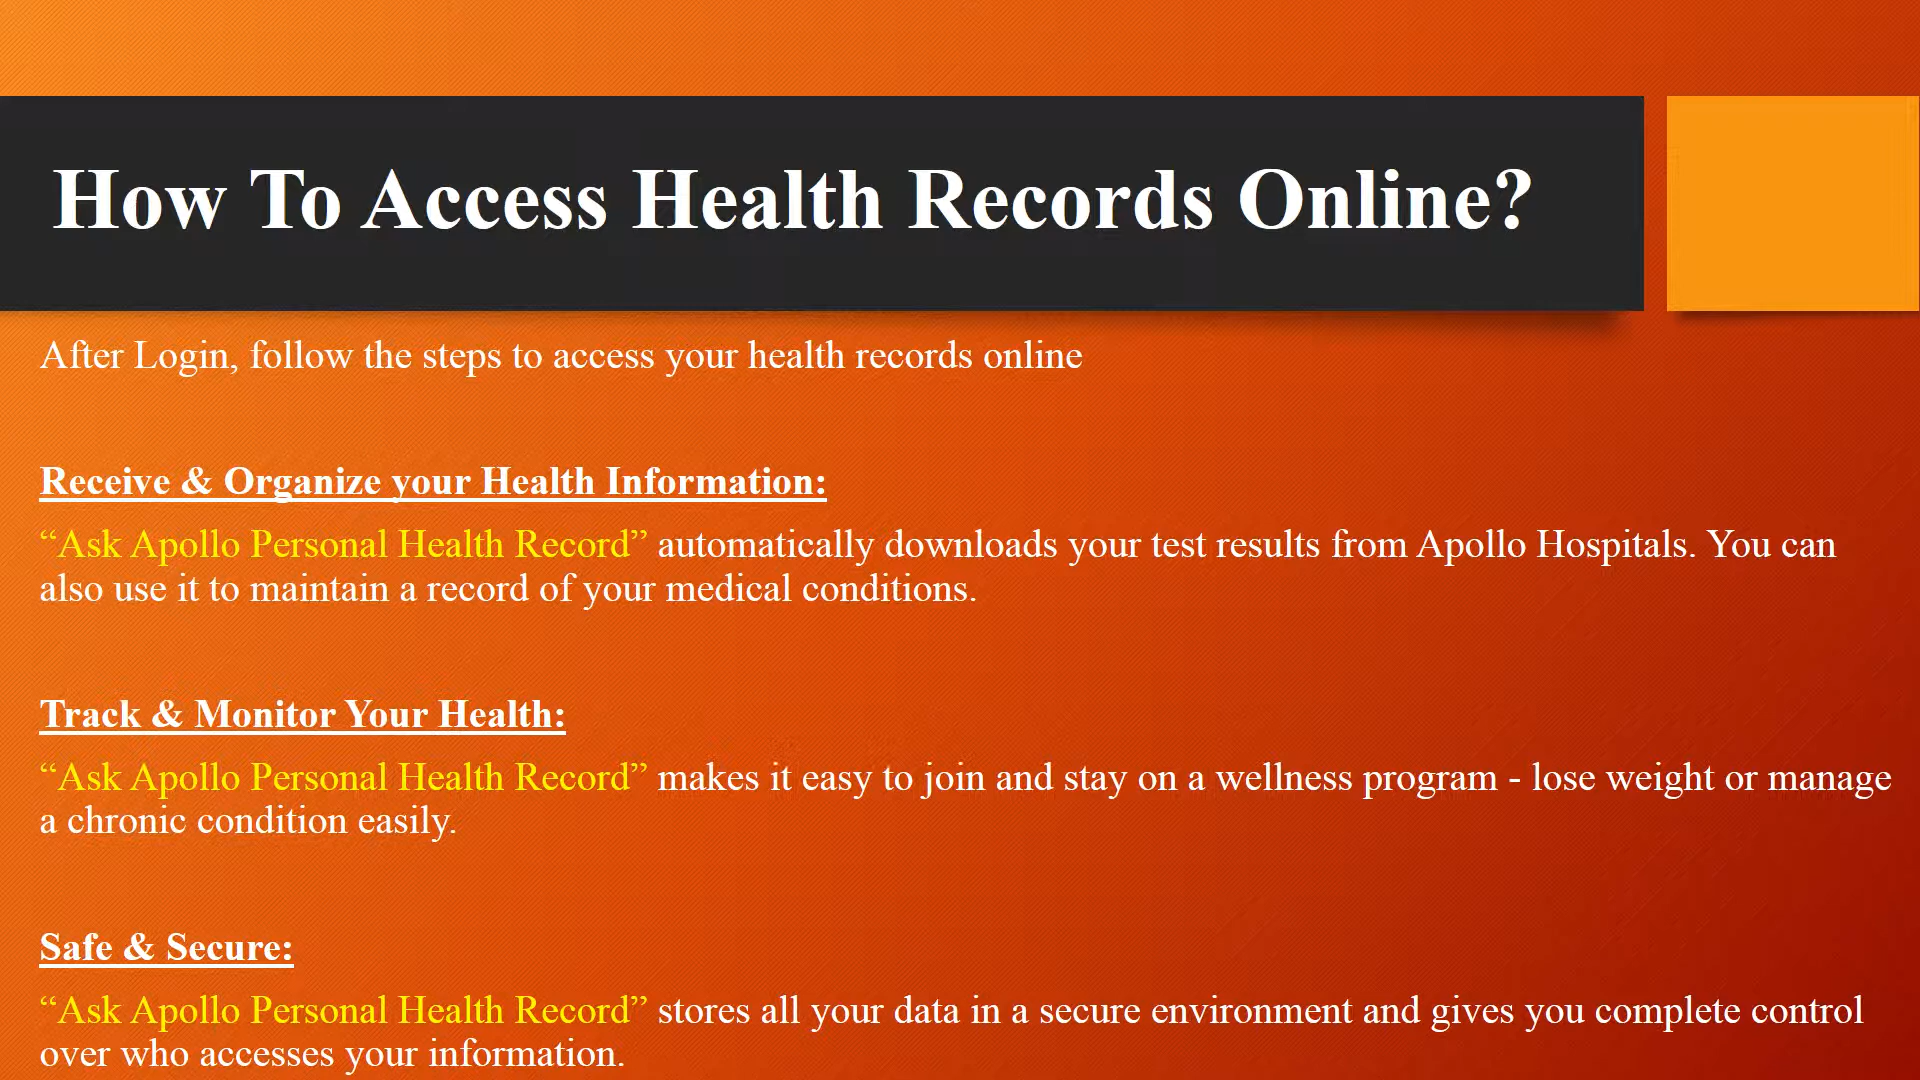 How To Access Health Records Online?
After Login, follow the steps to access your health records online
Receive & Organize your Health Information:
“Ask Apollo Personal Health Record” automatically downloads your test results from Apollo Hospitals. You can
also use it to maintain a record of your medical conditions.
Track & Monitor Your Health:
“Ask Apollo Personal Health Record” makes it easy to join and stay on a wellness program - lose weight or manage
a chronic condition easily.
Safe & Secure:
“Ask Apollo Personal Health Record” stores all your data in a secure environment and gives you complete control
over who accesses your information.